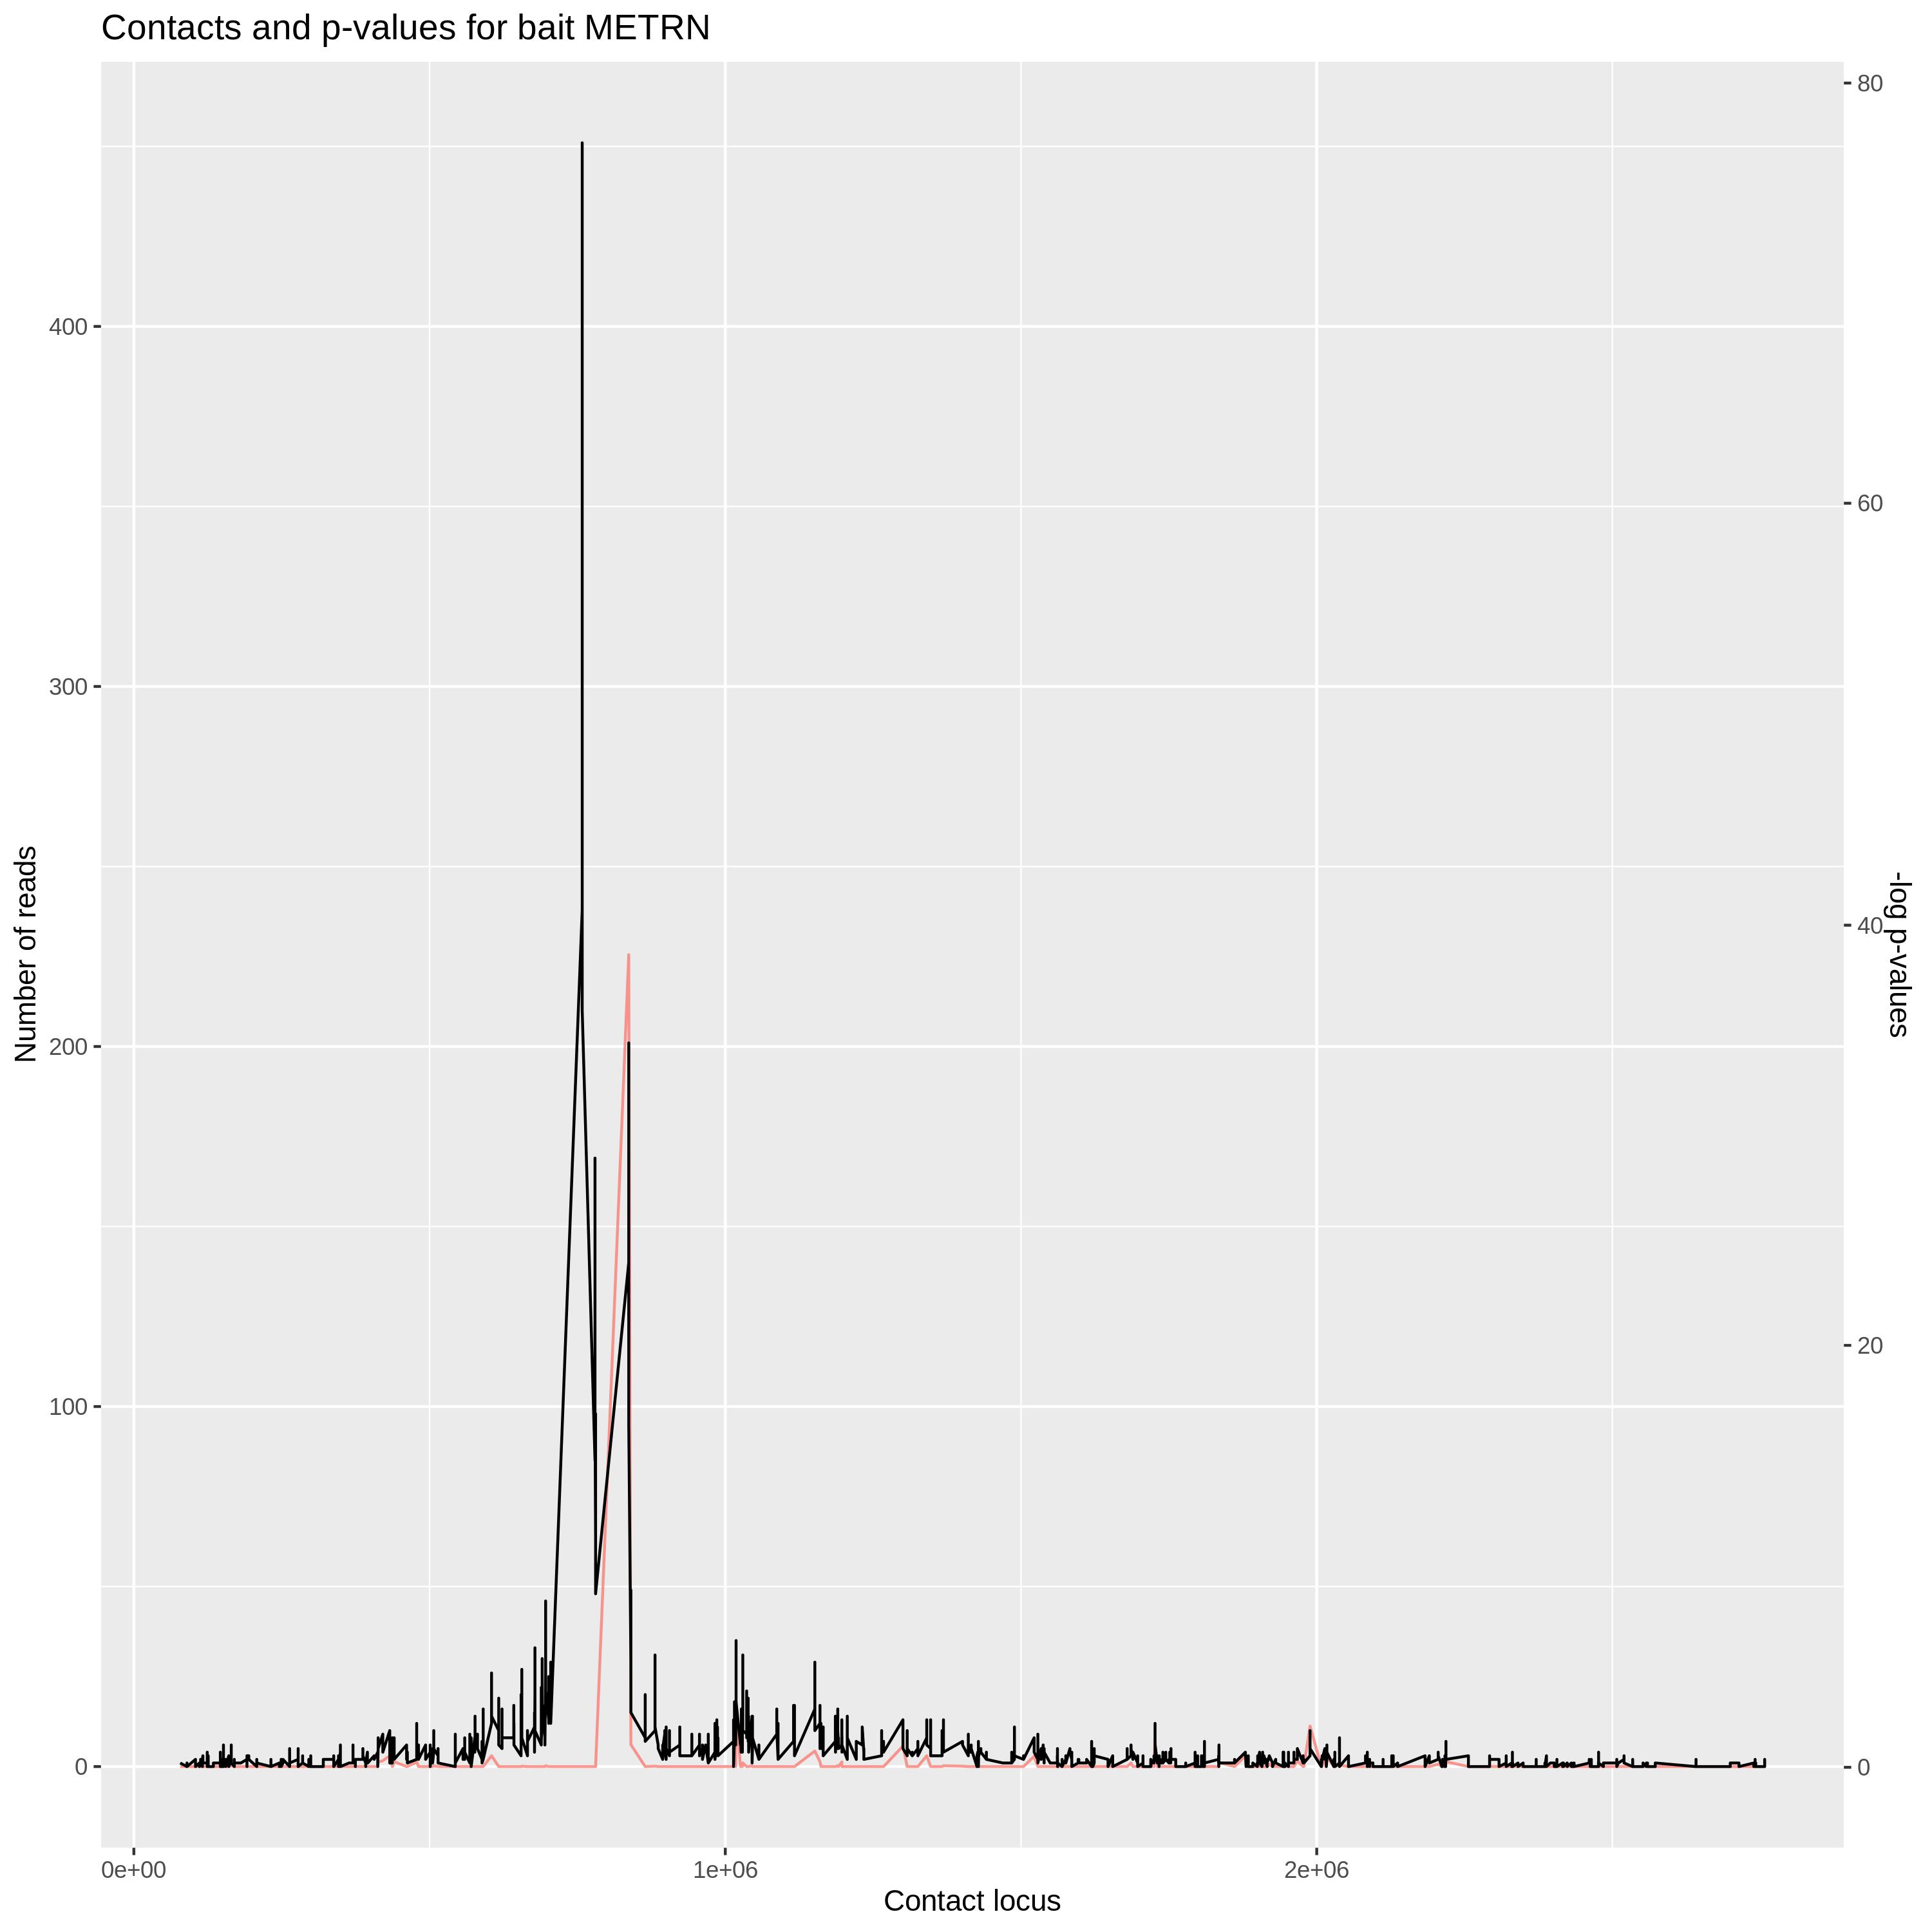 Contacts and p-values for bait METRN
80
400
60
300
Number of reads
-log p-values
40
200
20
100
0
0
0e+00
1e+06
2e+06
Contact locus